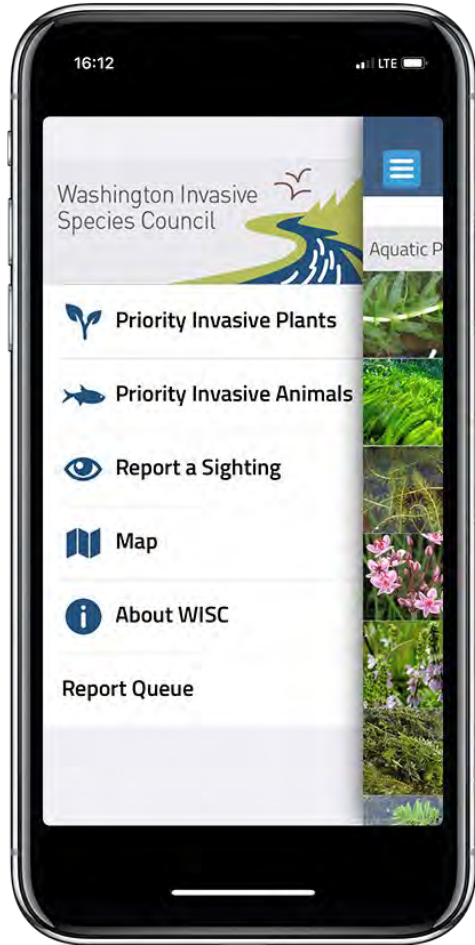 16:12
LTE
Washington Invasive
Species Council
Aquatic P
Priority Invasive Plants
Priority Invasive Animals
Report a Sighting
Map
About WISC
Report Queue